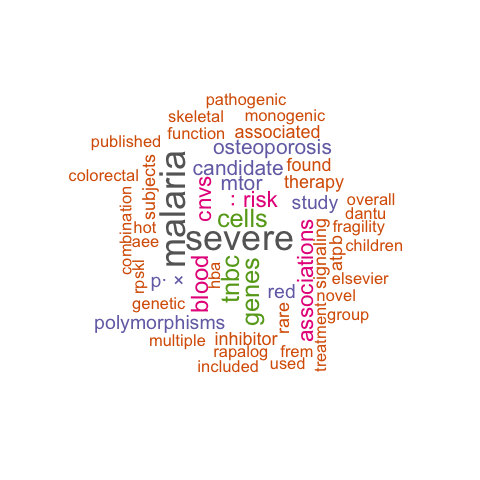 pathogenic
skeletal
monogenic
function
associated
published
osteoporosis
colorectal
subjects
malaria
candidate
found
cnvs
mtor
therapy
: risk
study
overall
combination
hot
cells
dantu
aee
severe
associations
signaling
atpb
fragility
children
rpskl
p· ×
blood
hba
tnbc
genes
red
elsevier
novel
genetic
rare
group
polymorphisms
treatment
multiple
inhibitor
rapalog
frem
included
used